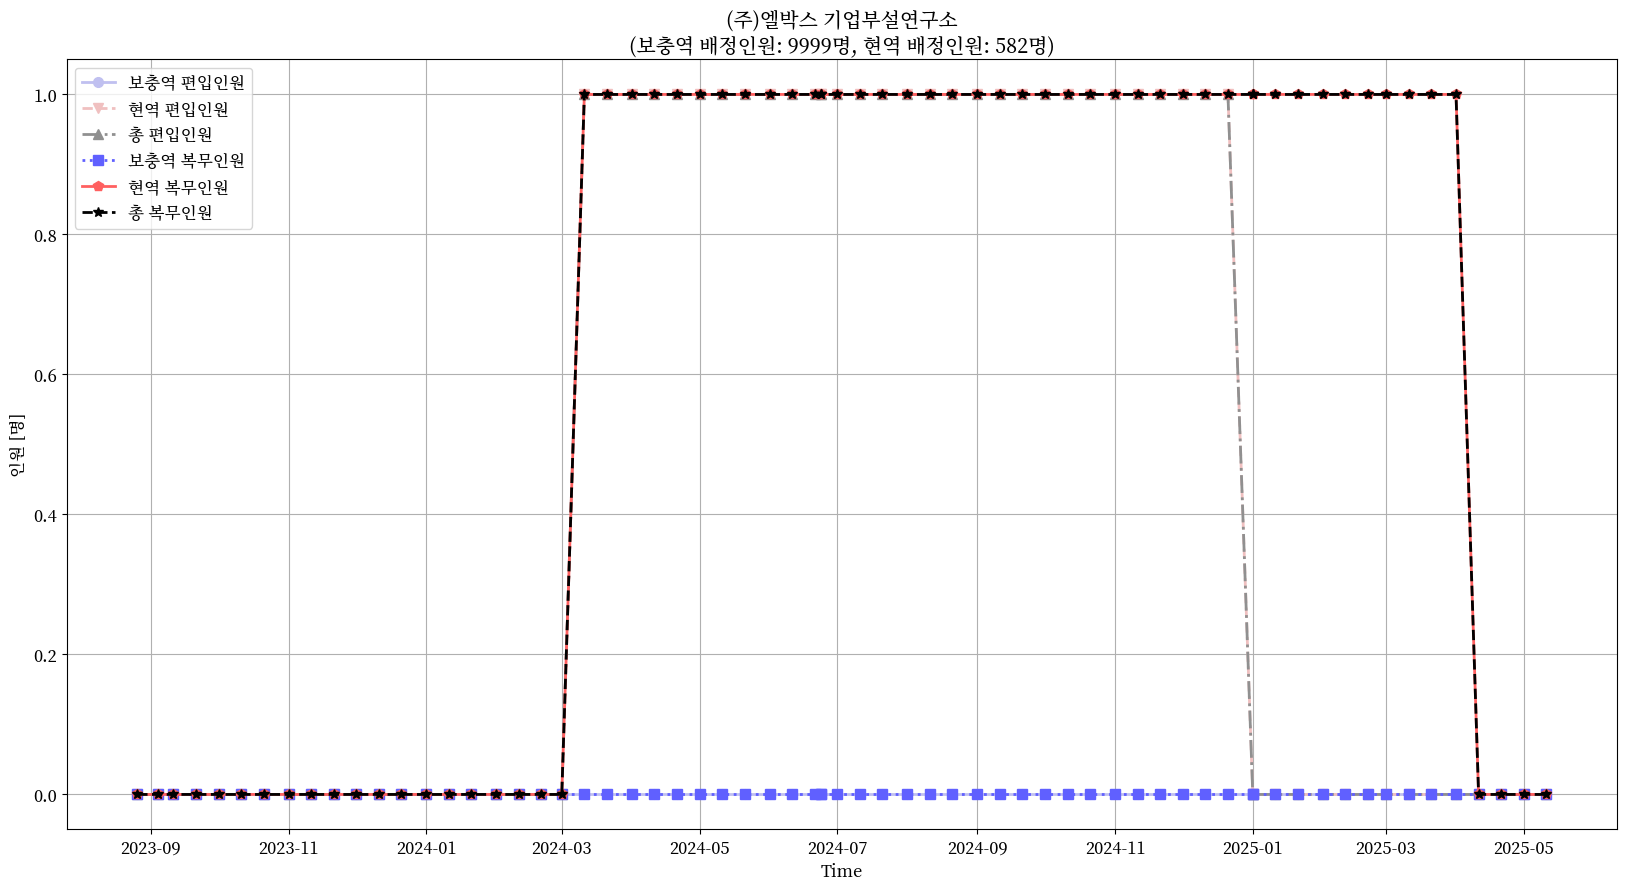 (주)엘박스 기업부설연구소
(보충역 배정인원: 9999명, 현역 배정인원: 582명)
보충역 편입인원
현역 편입인원
총 편입인원
보충역 복무인원
현역 복무인원
총 복무인원
인원 [명]
1.0
0.8
0.6
0.4
0.2
0.0
2023-09 2023-11 2024-01 2024-03 2024-05 2024-07 2024-09 2024-11 2025-01 2025-03 2025-05
Time